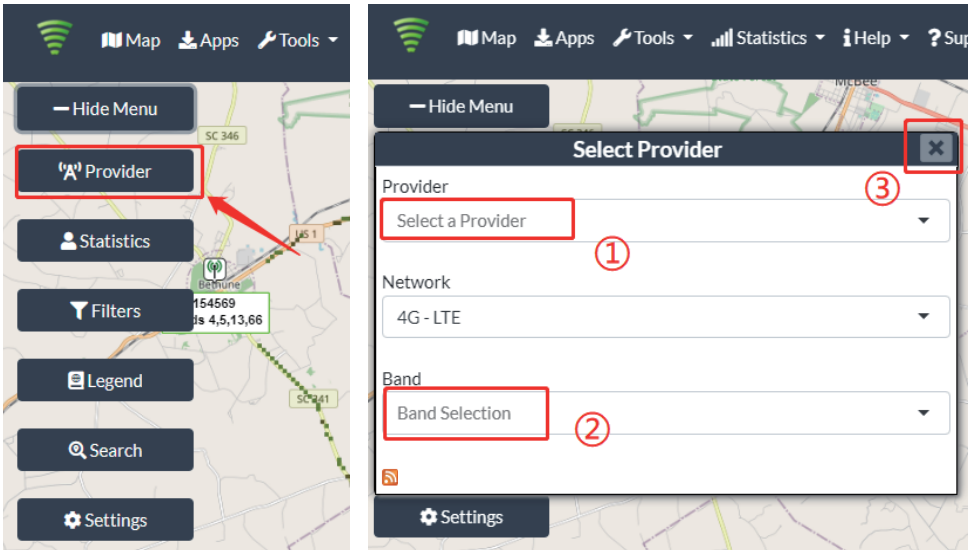 Map Apps Tools
Hide Menu
SC 346
Provider
Statistics
US 1
Bethune
154569
ds 4,5,13,66
Filters
Legend
SC 341
Search
Settings
Map Apps Tools Statistics Help ? Sup
McBee
Hide Menu
Select Provider
Provider
③
Select a Provider
①
Network
4G - LTE
Band
Band Selection
②
Settings